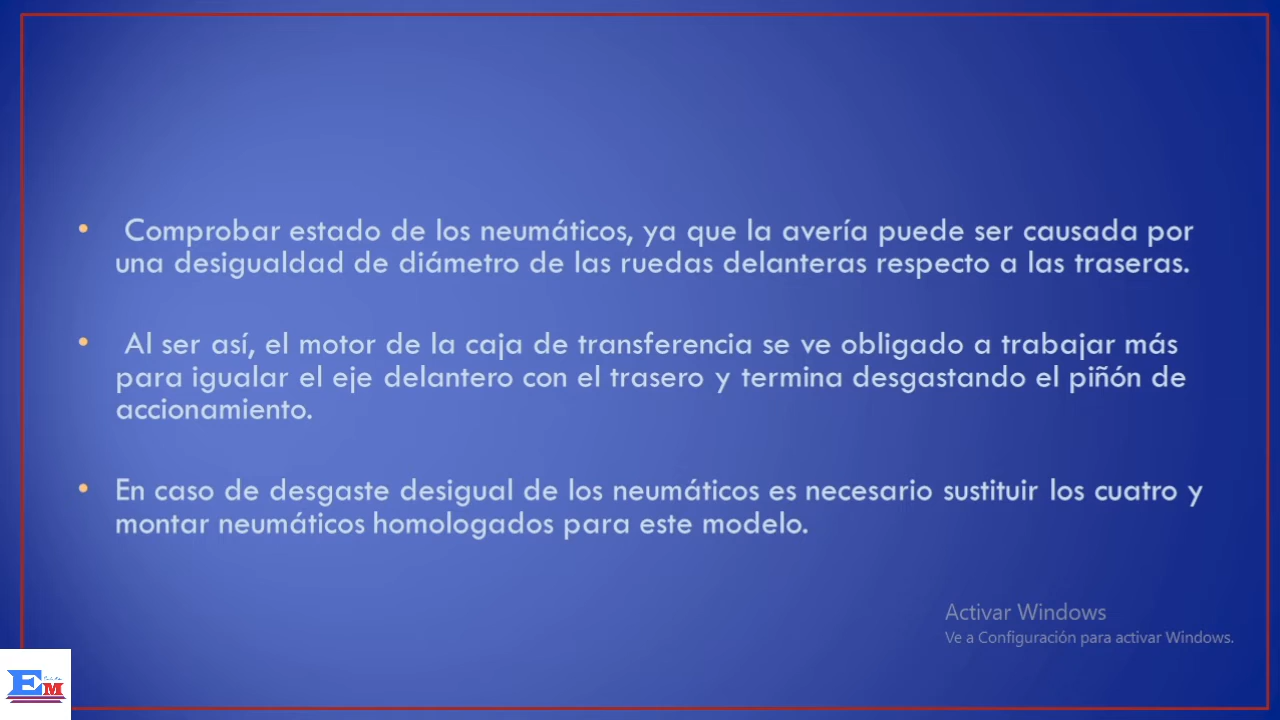 • Comprobar estado de los neumáticos, ya que la avería puede ser causada por
una desigualdad de diámetro de las ruedas delanteras respecto a las traseras.
• Al ser así, el motor de la caja de transferencia se ve obligado a trabajar más
para igualar el eje delantero con el trasero y termina desgastando el piñón de
accionamiento.
• En caso de desgaste desigual de los neumáticos es necesario sustituir los cuatro y
montar neumáticos homologados para este modelo.
Activar Windows
Ve a Configuración para activar Windows.
EM